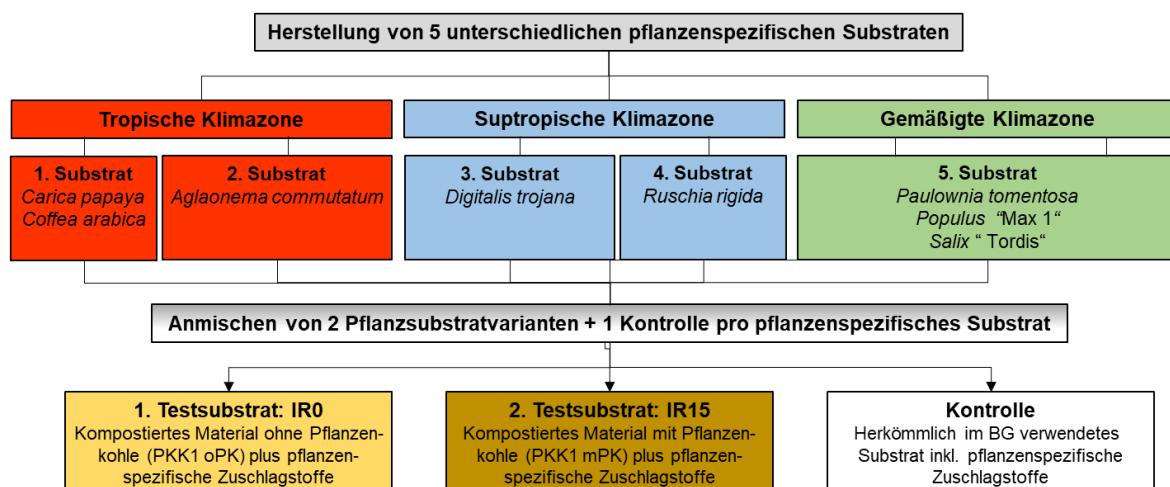 Herstellung von 5 unterschiedlichen pflanzenspezifischen Substraten
Tropische Klimazone
Suptropische Klimazone
Gemäßigte Klimazone
1. Substrat
Carica papaya
Coffea arabica
2. Substrat
Aglaonema commutatum
3. Substrat
Digitalis trojana
4. Substrat
Ruschia rigida
5. Substrat
Paulownia tomentosa
Populus “Max 1“
Salix “ Tordis“
Anmischen von 2 Pflanzsubstratvarianten + 1 Kontrolle pro pflanzenspezifisches Substrat
1. Testsubstrat: IR0
Kompostiertes Material ohne Pflanzen-
kohle (PKK1 oPK) plus pflanzen-
spezifische Zuschlagstoffe
2. Testsubstrat: IR15
Kompostiertes Material mit Pflanzen-
kohle (PKK1 mPK) plus pflanzen-
spezifische Zuschlagstoffe
Kontrolle
Herkömmlich im BG verwendetes
Substrat inkl. pflanzenspezifische
Zuschlagstoffe